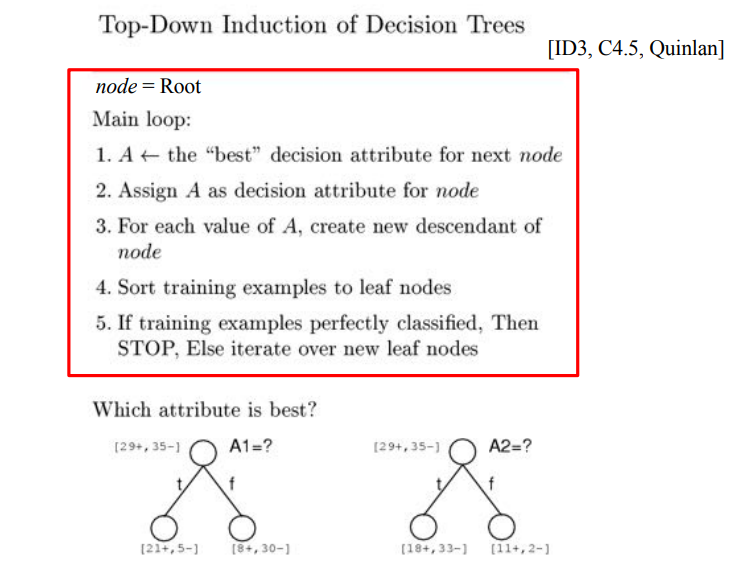 Top-Down Induction of Decision Trees
[ID3, C4.5, Quinlan]
node = Root
Main loop:
1. A ← the “best” decision attribute for next node
2. Assign A as decision attribute for node
3. For each value of A, create new descendant of
node
4. Sort training examples to leaf nodes
5. If training examples perfectly classified, Then
STOP, Else iterate over new leaf nodes
Which attribute is best?
[29+,35-] A1=?
t f
[21+,5-] [8+,30-]
[29+,35-] A2=?
t f
[18+,33-] [11+,2-]